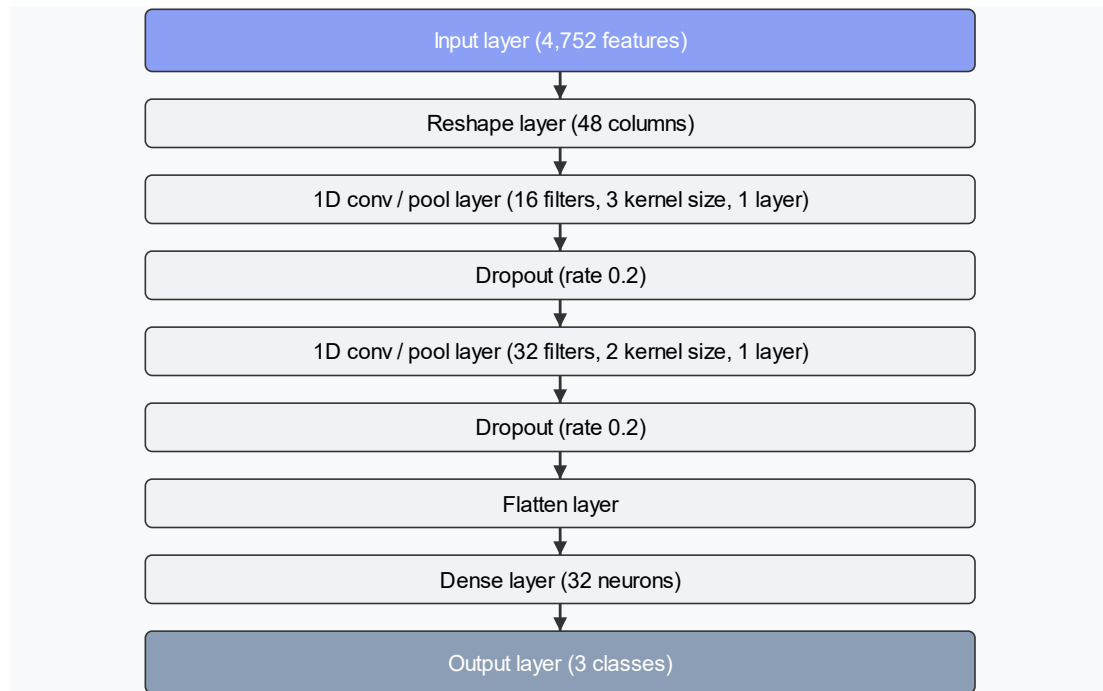 Input layer (4,752 features)
Reshape layer (48 columns)
1D conv / pool layer (16 filters, 3 kernel size, 1 layer)
Dropout (rate 0.2)
1D conv / pool layer (32 filters, 2 kernel size, 1 layer)
Dropout (rate 0.2)
Flatten layer
Dense layer (32 neurons)
Output layer (3 classes)